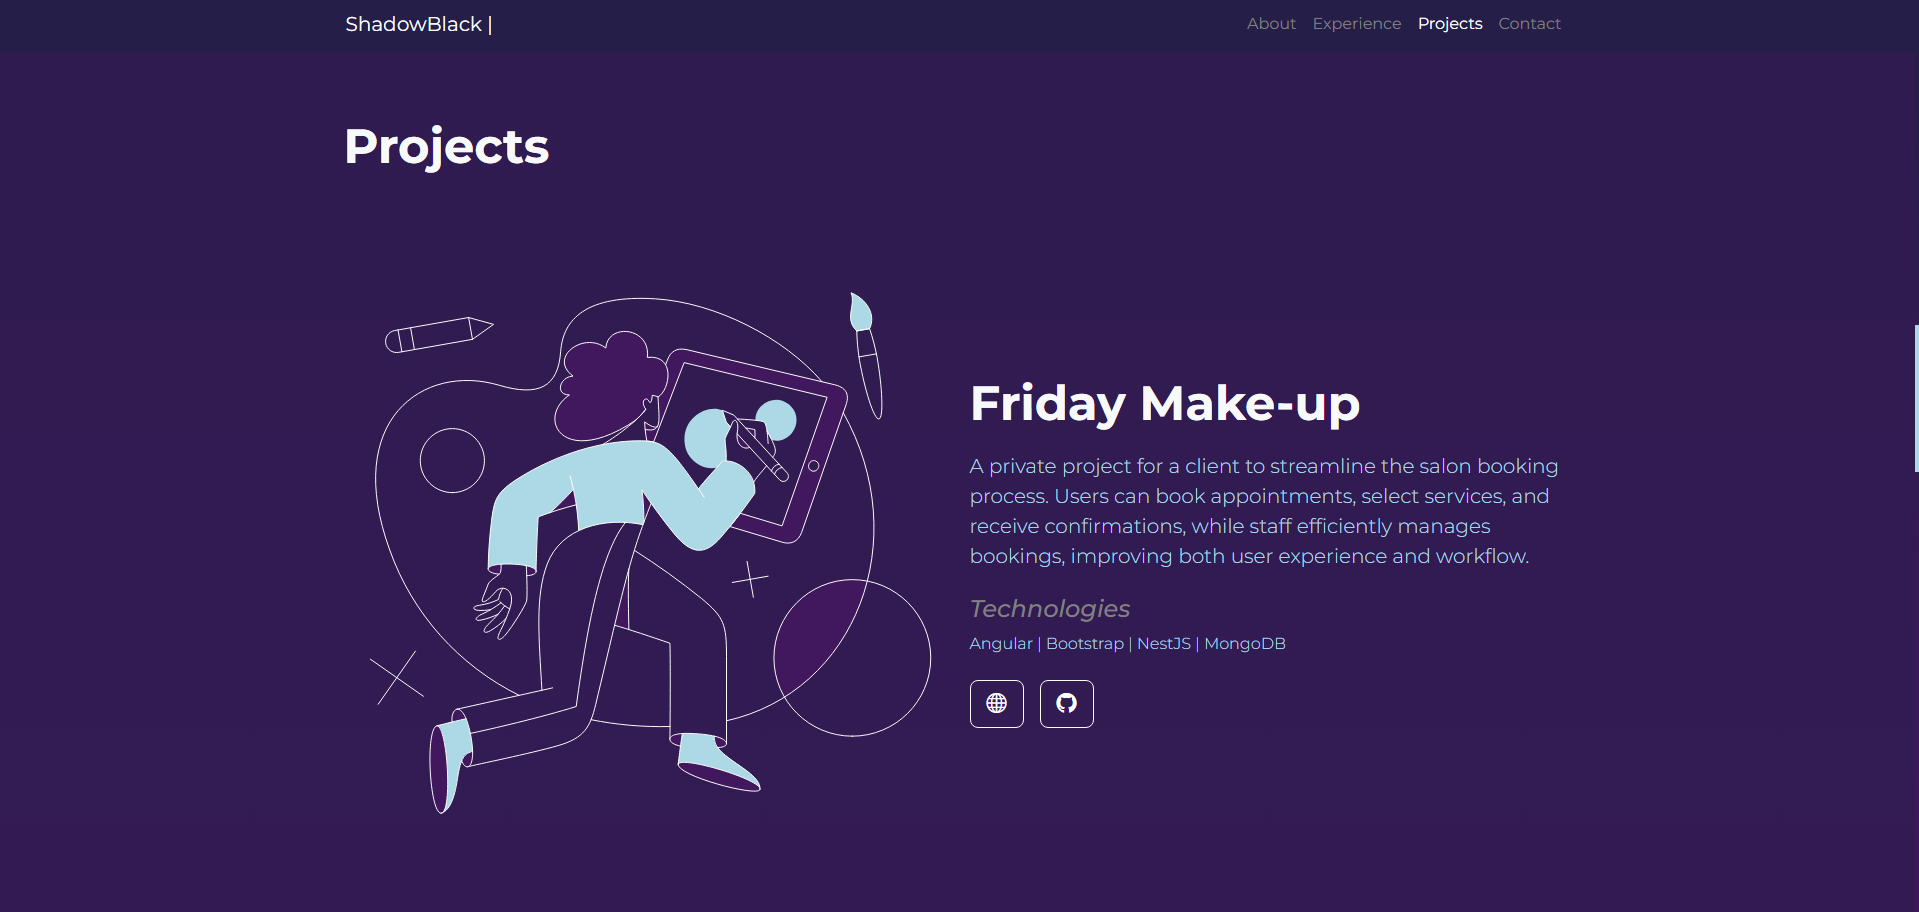 ShadowBlack |
About Experience Projects Contact
Projects
Friday Make-up
A private project for a client to streamline the salon booking
process. Users can book appointments, select services, and
receive confirmations, while staff efficiently manages
bookings, improving both user experience and workflow.
Technologies
Angular | Bootstrap | NestJS | MongoDB